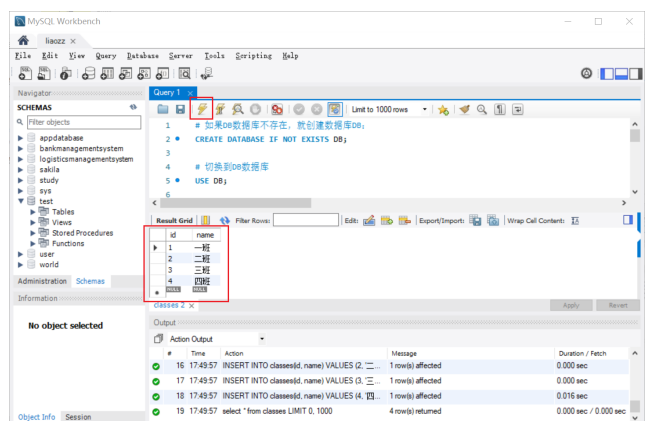 MySQL Workbench
liaozz ×
File Edit View Query Database Server Tools Scripting Help
Navigator
SCHEMAS
Filter objects
appdatabase
bankmanagementsystem
logisticsmanagementsystem
sakila
study
sys
test
Tables
Views
Stored Procedures
Functions
user
world
Administration Schemas
Information
No object selected
Object Info Session
Query 1 ×
Limit to 1000 rows
1 # 如果DB数据库不存在，就创建数据库DB；
2 CREATE DATABASE IF NOT EXISTS DB;
3
4 # 切换到DB数据库
5 USE DB;
6
Result Grid Filter Rows: Edit: Export/Import: Wrap Cell Content:
id name
1 一班
2 二班
3 三班
4 四班
NULL NULL
classes 2 × Apply Revert
Output
Action Output
# Time Action Message Duration / Fetch
16 17:49:57 INSERT INTO classes(id, name) VALUES (2, '二... 1 row(s) affected 0.000 sec
17 17:49:57 INSERT INTO classes(id, name) VALUES (3, '三... 1 row(s) affected 0.000 sec
18 17:49:57 INSERT INTO classes(id, name) VALUES (4, '四... 1 row(s) affected 0.016 sec
19 17:49:57 select * from classes LIMIT 0, 1000 4 row(s) returned 0.000 sec / 0.000 sec